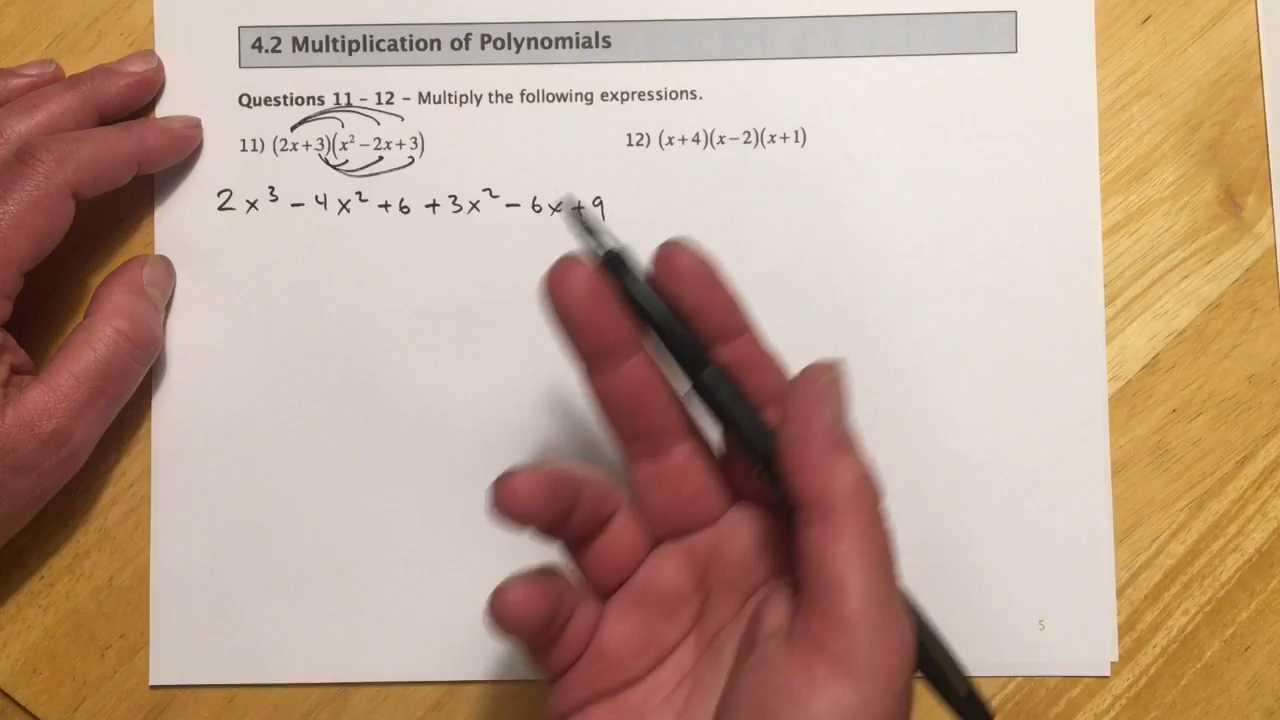 4.2 Multiplication of Polynomials
Questions 11 - 12 – Multiply the following expressions.
11) (2x+3)(x² – 2x + 3)
12) (x+4)(x−2)(x+1)
2x³ - 4x² + 6 + 3x² - 6x + 9
5